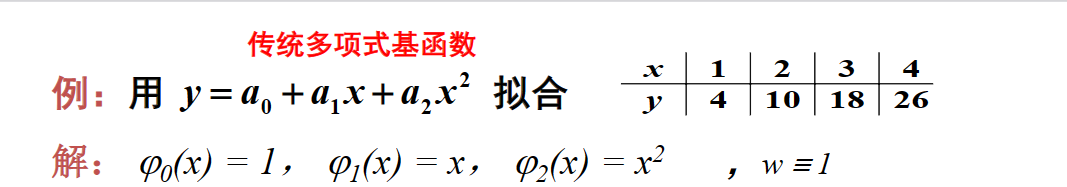 传统多项式基函数
例：用 y = a₀ + a₁x + a₂x² 拟合
x 1 2 3 4
y 4 10 18 26
解： φ₀(x) = 1， φ₁(x) = x， φ₂(x) = x² ，w ≡ 1